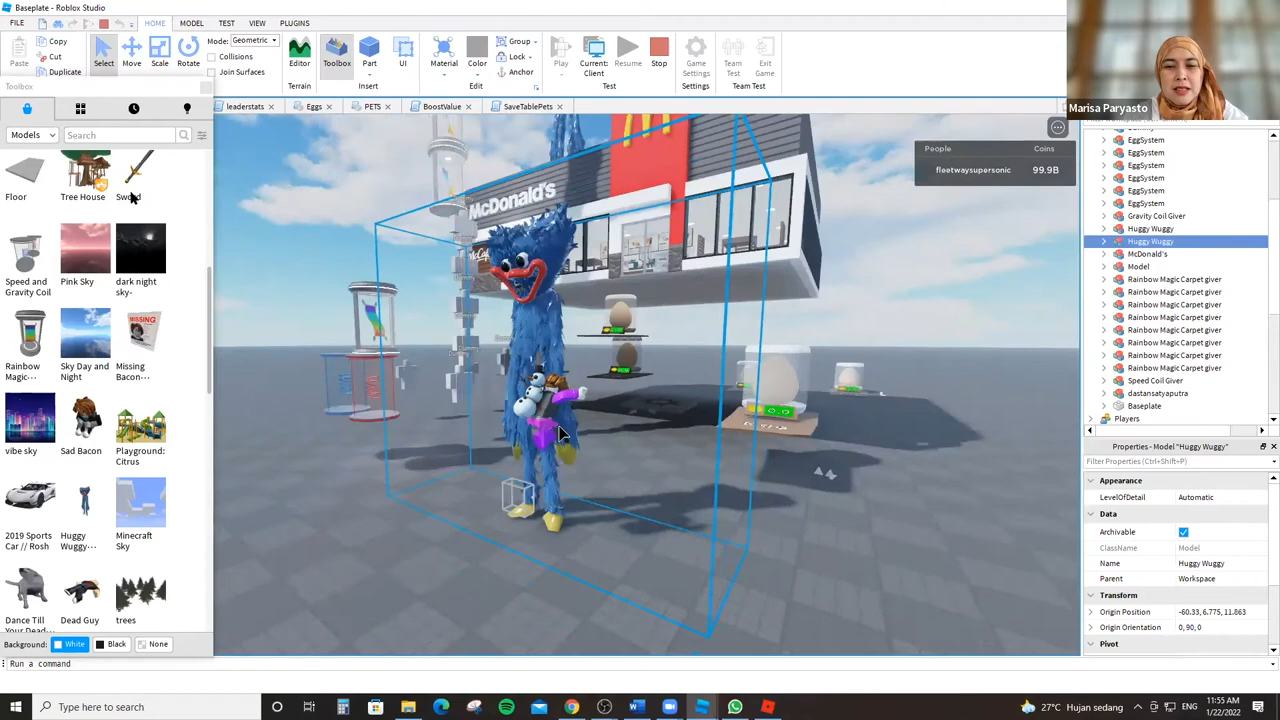 Baseplate - Roblox Studio
FILE
HOME
MODEL
TEST
VIEW
PLUGINS
Paste
Copy
Cut
Duplicate
Select
Move
Scale
Rotate
Mode: Geometric
Collisions
Join Surfaces
Editor
Terrain
Toolbox
Part
UI
Insert
Material
Color
Group
Lock
Anchor
Edit
Play
Current:
Client
Resume
Stop
Test
Game
Settings
Settings
Team
Test
Exit
Game
Team Test
Marisa Paryasto
Toolbox
leaderstats
Eggs
PETS
BoostValue
SaveTablePets
Models
Search
Floor
Tree House
Sword
Speed and
Gravity Coil
Pink Sky
dark night
sky-
Rainbow
Magic...
Sky Day and
Night
Missing
Bacon...
vibe sky
Sad Bacon
Playground:
Citrus
2019 Sports
Car // Rosh
Huggy
Wuggy...
Minecraft
Sky
Dance Till
Your Dead
Dead Guy
trees
Background:
White
Black
None
McDonald's
People
Coins
fleetwaysupersonic
99.9B
EggSystem
EggSystem
EggSystem
EggSystem
EggSystem
EggSystem
Gravity Coil Giver
Huggy Wuggy
Huggy Wuggy
McDonald's
Model
Rainbow Magic Carpet giver
Rainbow Magic Carpet giver
Rainbow Magic Carpet giver
Rainbow Magic Carpet giver
Rainbow Magic Carpet giver
Rainbow Magic Carpet giver
Rainbow Magic Carpet giver
Rainbow Magic Carpet giver
Speed Coil Giver
dastansatyaputra
Baseplate
Players
Properties - Model "Huggy Wuggy"
Filter Properties (Ctrl+Shift+P)
Appearance
LevelOfDetail
Automatic
Data
Archivable
ClassName
Model
Name
Huggy Wuggy
Parent
Workspace
Transform
Origin Position
-60.33, 6.775, 11.863
Origin Orientation
0, 90, 0
Pivot
Run a command
Type here to search
27°C Hujan sedang
ENG
11:55 AM
1/22/2022